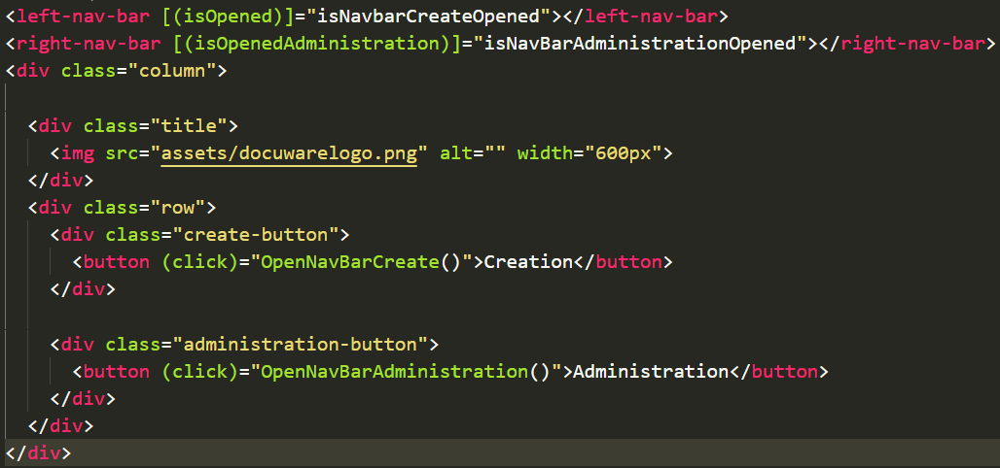 <left-nav-bar [(isOpened)]="isNavbarCreateOpened"></left-nav-bar>
<right-nav-bar [(isOpenedAdministration)]="isNavBarAdministrationOpened"></right-nav-bar>
<div class="column">
<div class="title">
<img src="assets/docuwarelogo.png" alt="" width="600px">
</div>
<div class="row">
<div class="create-button">
<button (click)="OpenNavBarCreate()">Creation</button>
</div>
<div class="administration-button">
<button (click)="OpenNavBarAdministration()">Administration</button>
</div>
</div>
</div>